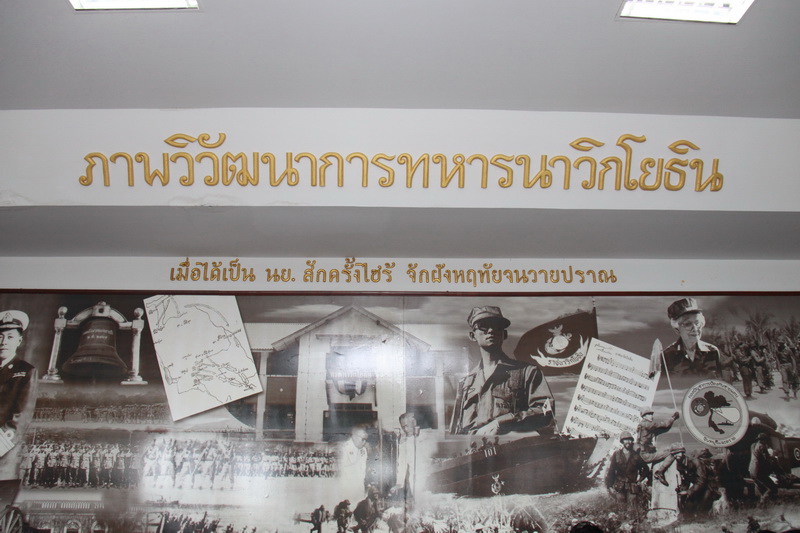 ภาพวิวัฒนาการทหารนาวิกโยธิน
เมื่อได้เป็น นย. สักครั้งไซร้ จักฝังหฤทัยจนวายปราณ
101